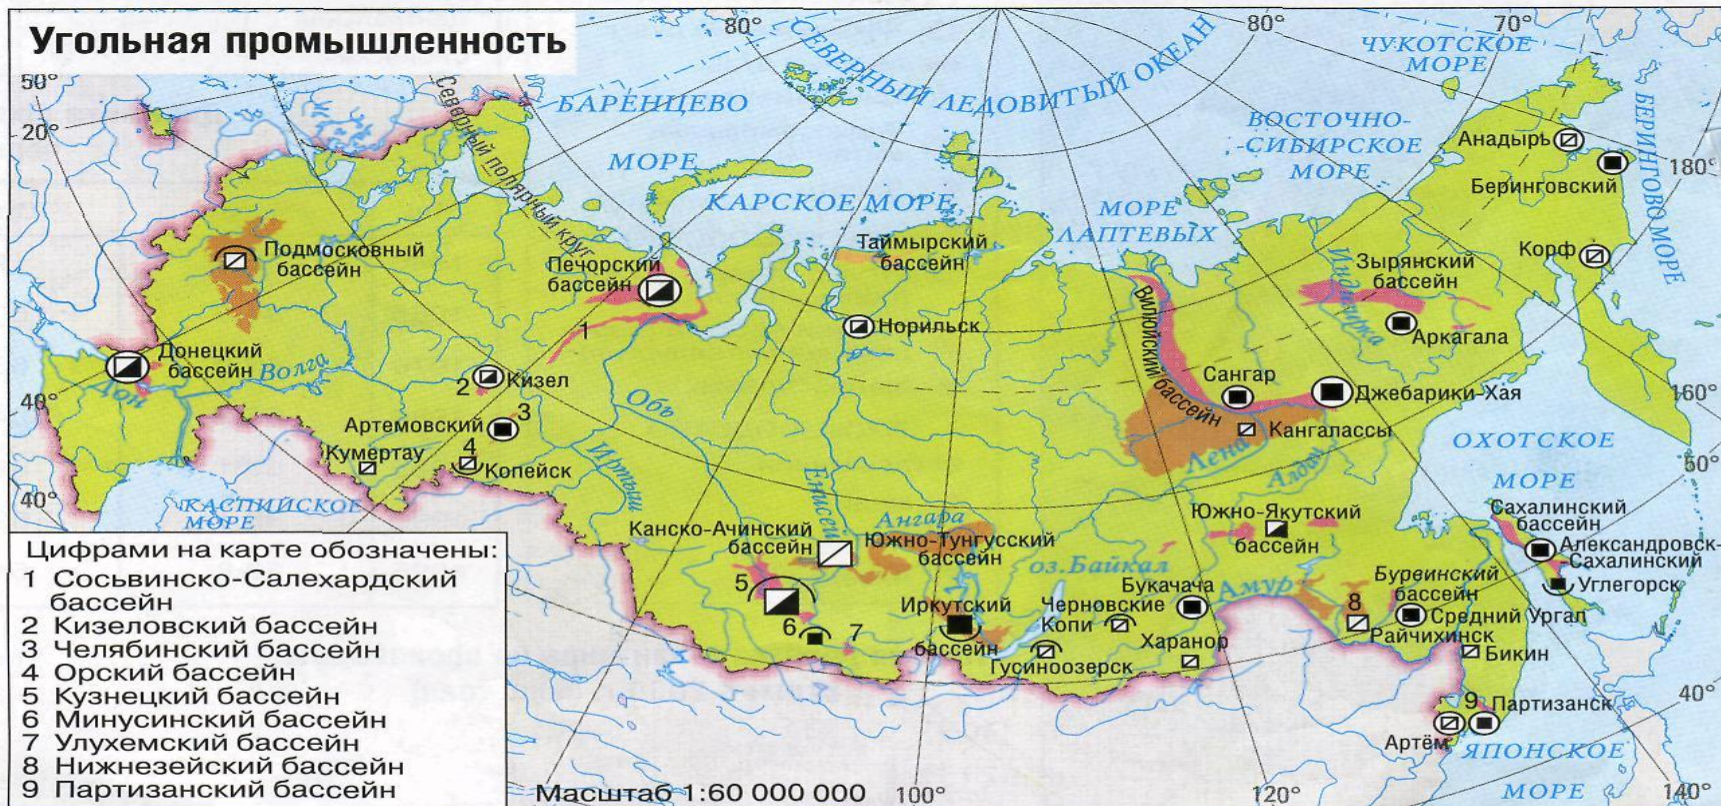 Угольная промышленность
80°
СЕВЕРНЫЙ ЛЕДОВИТЫЙ ОКЕАН
80°
70°
ЧУКОТСКОЕ
МОРЕ
50°
20°
Северный полярный круг
БАРЕНЦЕВО
МОРЕ
ВОСТОЧНО-
-СИБИРСКОЕ
МОРЕ
БЕРИНГОВО МОРЕ
Анадырь
180°
Беринговский
КАРСКОЕ МОРЕ
МОРЕ
ЛАПТЕВЫХ
Подмосковный
бассейн
Печорский
бассейн
Таймырский
бассейн
Корф
Зырянский
бассейн
Индигирка
Вилюйский бассейн
1
Норильск
Аркагала
Донецкий
бассейн
Волга
Дон
2
Кизел
Сангар
Джебарики-Хая
160°
40°
Обь
3
Артемовский
Кангалассы
Лена
Алдан
ОХОТСКОЕ
МОРЕ
50°
Кумертау
4
Копейск
Иртыш
Енисей
40°
КАСПИЙСКОЕ
МОРЕ
Ангара
Канско-Ачинский
бассейн
Южно-Тунгусский
бассейн
Южно-Якутский
бассейн
Сахалинский
бассейн
Александровск-
Сахалинский
Углегорск
оз.Байкал
5
Букачача
Амур
Буреинский
бассейн
6
7
Иркутский
бассейн
Черновские
Копи
8
Средний Ургал
Гусиноозерск
Харанор
Райчихинск
Бикин
40°
9
Партизанск
Артём
ЯПОНСКОЕ
МОРЕ
Цифрами на карте обозначены:
1 Сосьвинско-Салехардский
бассейн
2 Кизеловский бассейн
3 Челябинский бассейн
4 Орский бассейн
5 Кузнецкий бассейн
6 Минусинский бассейн
7 Улухемский бассейн
8 Нижнезейский бассейн
9 Партизанский бассейн
Масштаб 1:60 000 000
100°
120°
140°